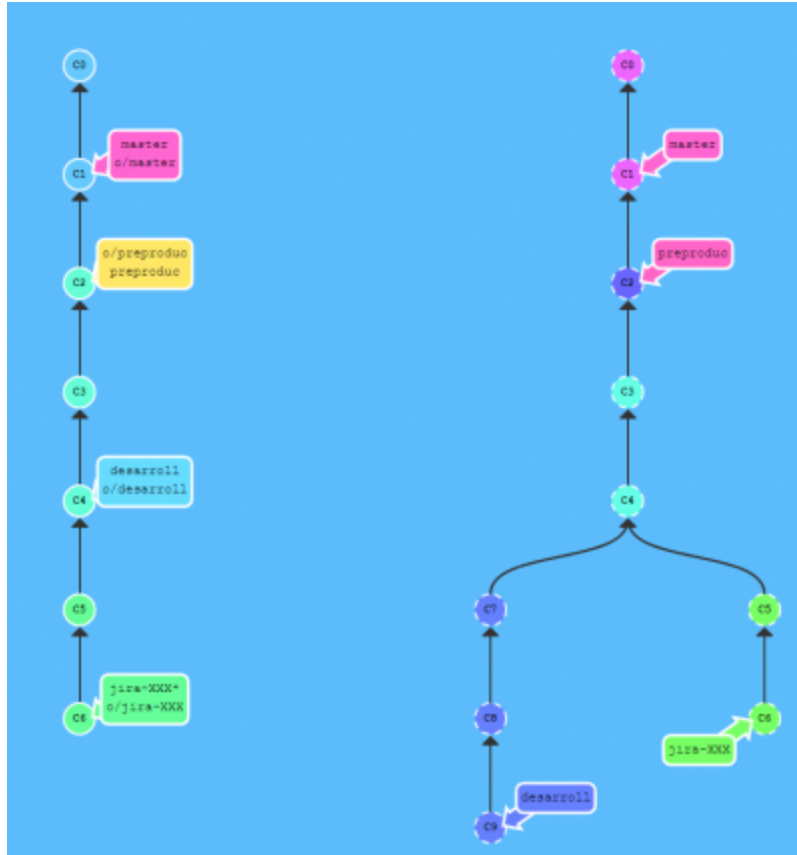 C0
master
o/master
C1
o/preproduc
preproduc
C2
C3
desarroll
o/desarroll
C4
C5
jira-XXX*
o/jira-XXX
C6
C0
master
C1
preproduc
C2
C3
C4
C7
C5
C8
C6
jira-XXX
desarroll
C9